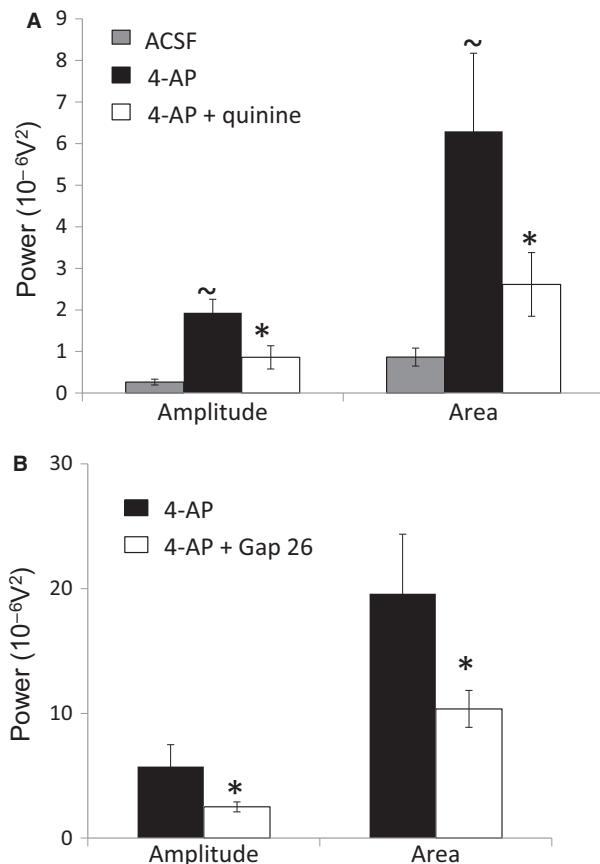 A
9
8
7
6
5
4
3
2
1
0
Power (10⁻⁶V²)
ACSF
4-AP
4-AP + quinine
~
*
~
*
Amplitude
Area
B
30
20
10
0
Power (10⁻⁶V²)
4-AP
4-AP + Gap 26
*
*
Amplitude
Area